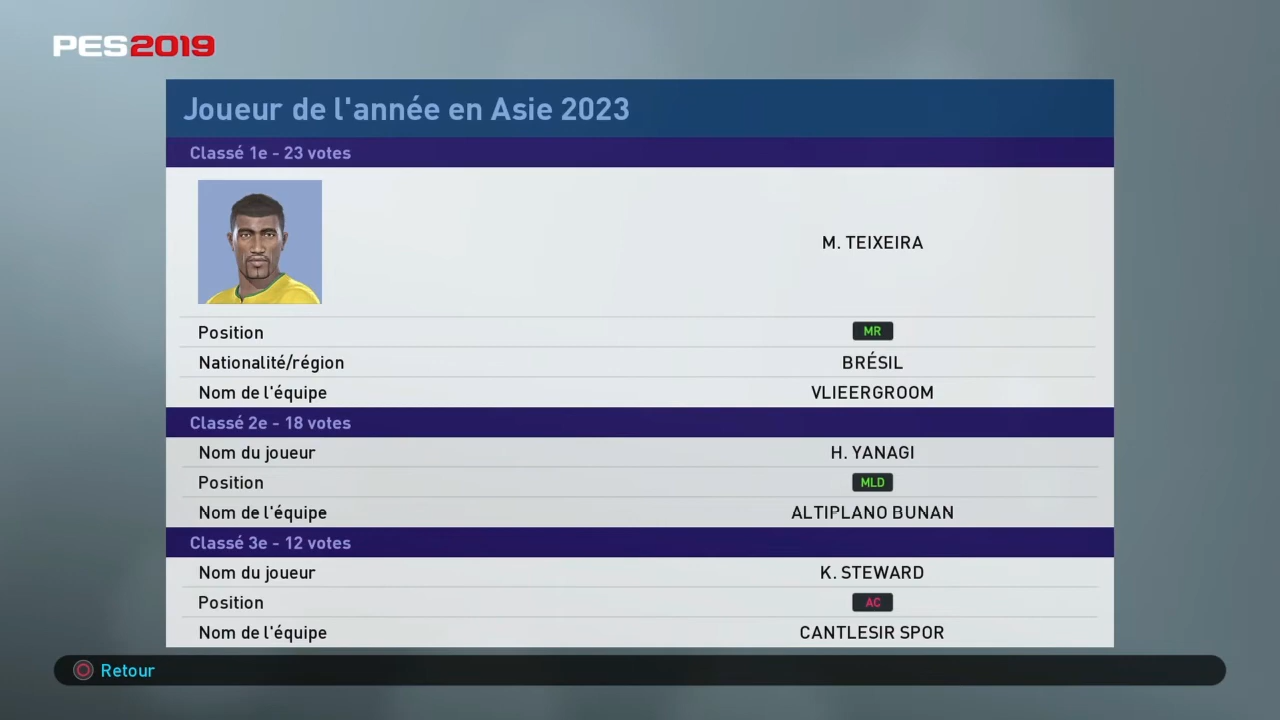 PES2019
Joueur de l'année en Asie 2023
Classé 1e - 23 votes
M. TEIXEIRA
Position MR
Nationalité/région BRÉSIL
Nom de l'équipe VLIEERGROOM
Classé 2e - 18 votes
Nom du joueur H. YANAGI
Position MLD
Nom de l'équipe ALTIPLANO BUNAN
Classé 3e - 12 votes
Nom du joueur K. STEWARD
Position AC
Nom de l'équipe CANTLESIR SPOR
Retour